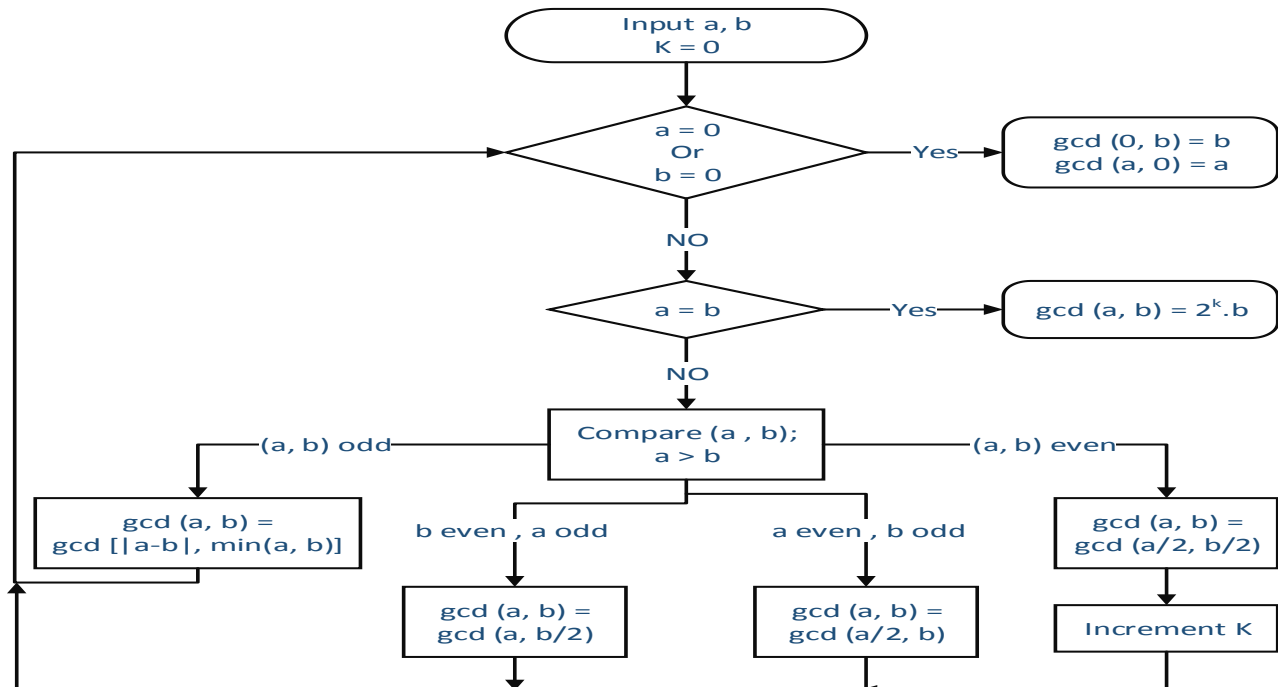 Input a, b
K = 0
a = 0
Or
b = 0
Yes
gcd (0, b) = b
gcd (a, 0) = a
NO
a = b
Yes
gcd (a, b) = 2^k.b
NO
Compare (a , b);
a > b
(a, b) odd
(a, b) even
gcd (a, b) =
gcd [|a-b|, min(a, b)]
b even , a odd
a even , b odd
gcd (a, b) =
gcd (a/2, b/2)
gcd (a, b) =
gcd (a, b/2)
gcd (a, b) =
gcd (a/2, b)
Increment K